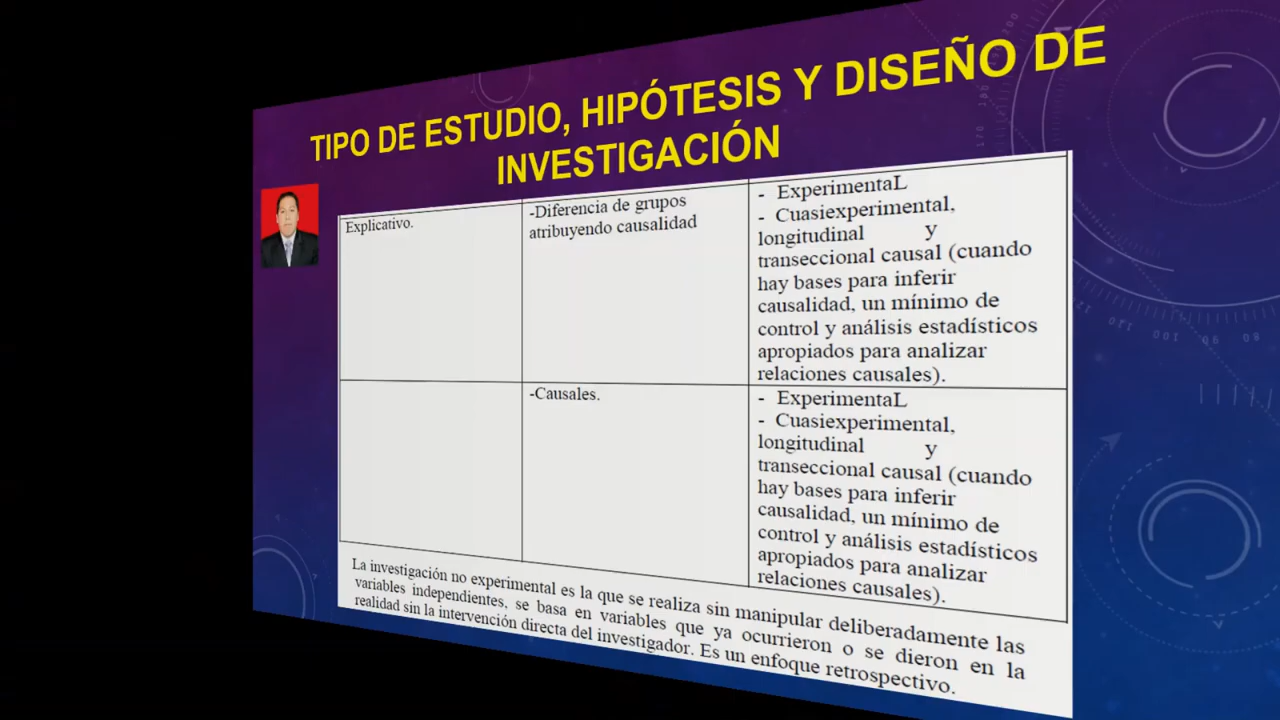 TIPO DE ESTUDIO, HIPÓTESIS Y DISEÑO DE
INVESTIGACIÓN
Explicativo.
-Diferencia de grupos
atribuyendo causalidad
- ExperimentaL
- Cuasiexperimental,
longitudinal y
transeccional causal (cuando
hay bases para inferir
causalidad, un mínimo de
control y análisis estadísticos
apropiados para analizar
relaciones causales).
-Causales.
- ExperimentaL
- Cuasiexperimental,
longitudinal y
transeccional causal (cuando
hay bases para inferir
causalidad, un mínimo de
control y análisis estadísticos
apropiados para analizar
relaciones causales).
La investigación no experimental es la que se realiza sin manipular deliberadamente las
variables independientes, se basa en variables que ya ocurrieron o se dieron en la
realidad sin la intervención directa del investigador. Es un enfoque retrospectivo.